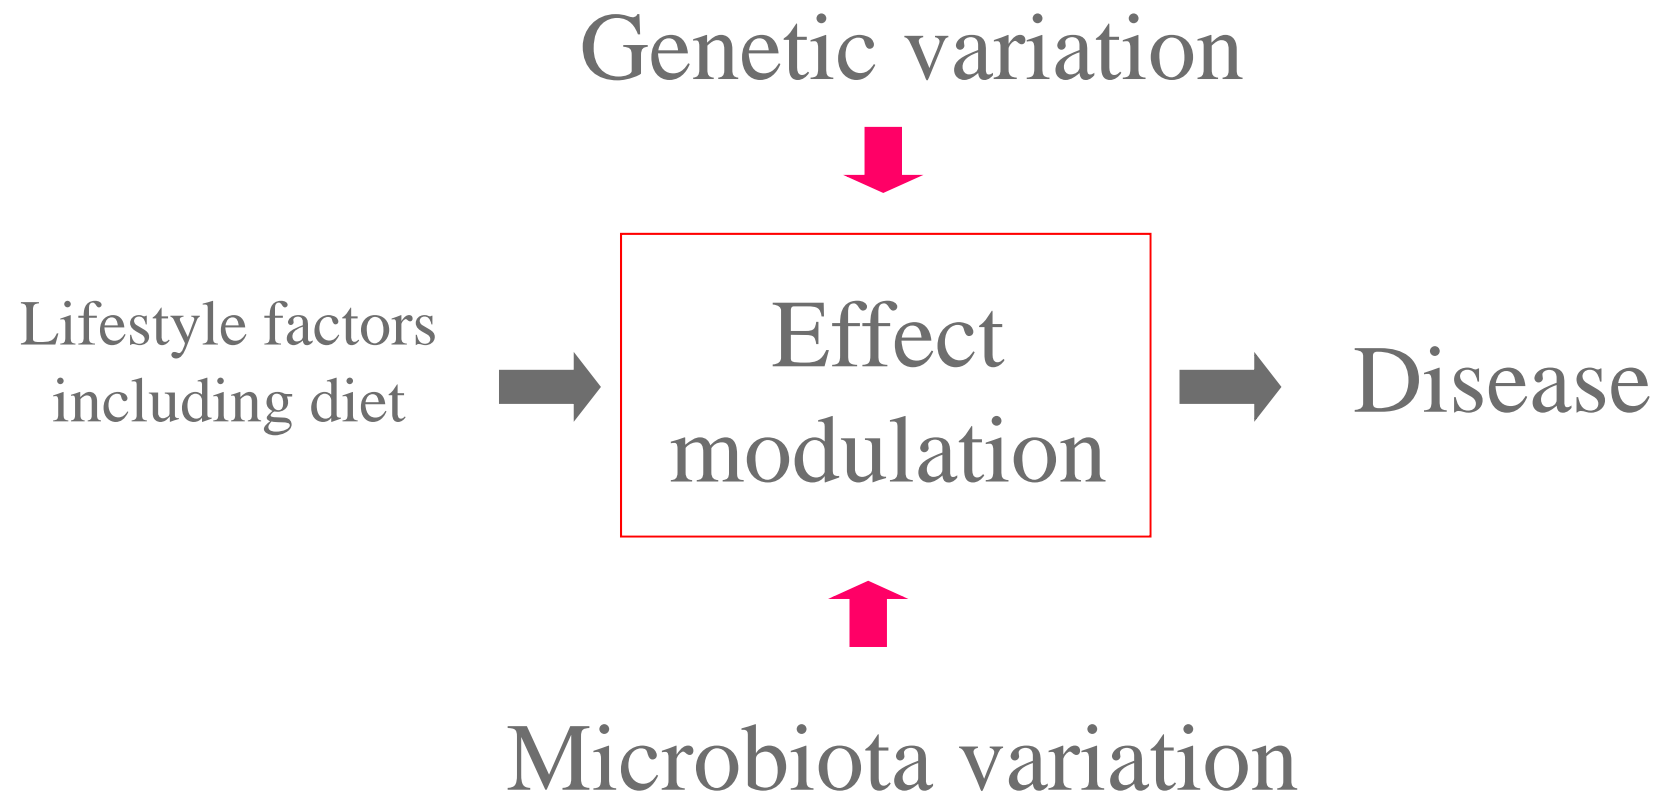 Genetic variation
Lifestyle factors
including diet
Effect
modulation
Disease
Microbiota variation